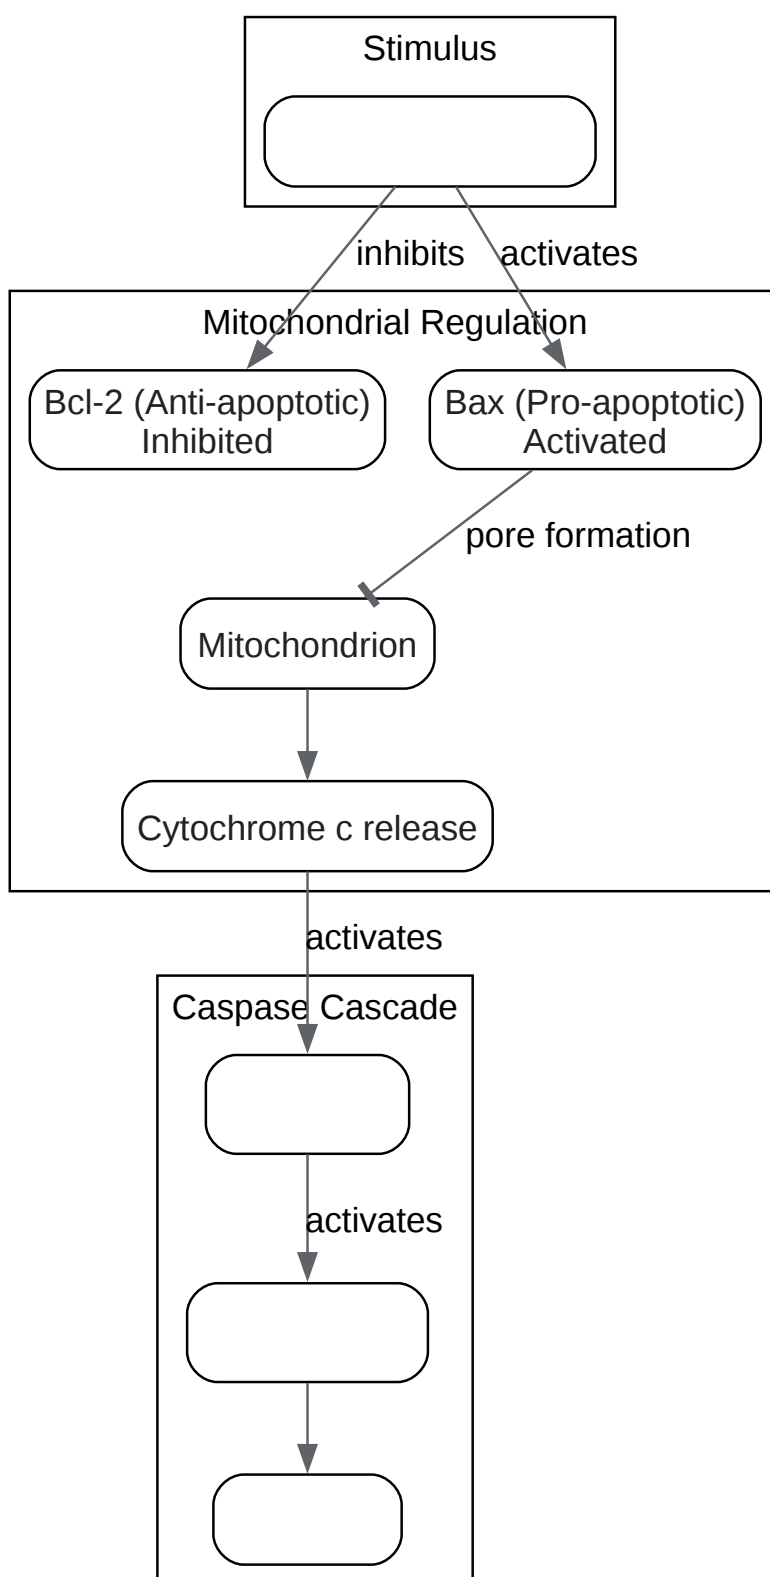 Stimulus
inhibits
activates
Mitochondrial Regulation
Bcl-2 (Anti-apoptotic)
Inhibited
Bax (Pro-apoptotic)
Activated
pore formation
Mitochondrion
Cytochrome c release
activates
Caspase Cascade
activates